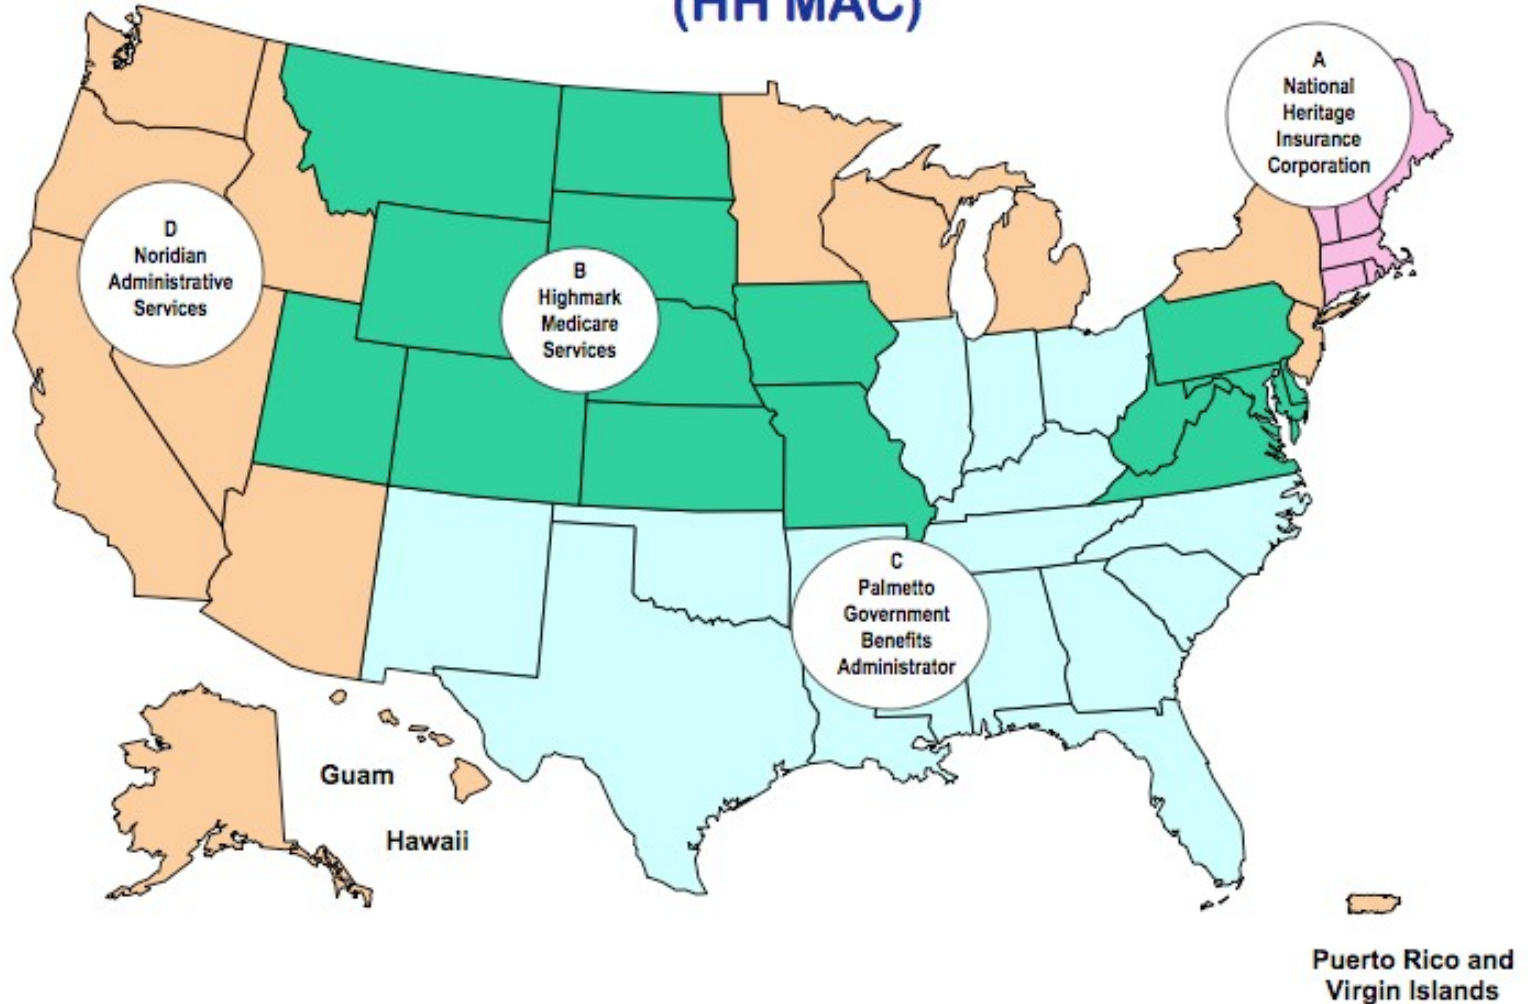 (HH MAC)
A
National
Heritage
Insurance
Corporation
D
Noridian
Administrative
Services
B
Highmark
Medicare
Services
C
Palmetto
Government
Benefits
Administrator
Guam
Hawaii
Puerto Rico and
Virgin Islands